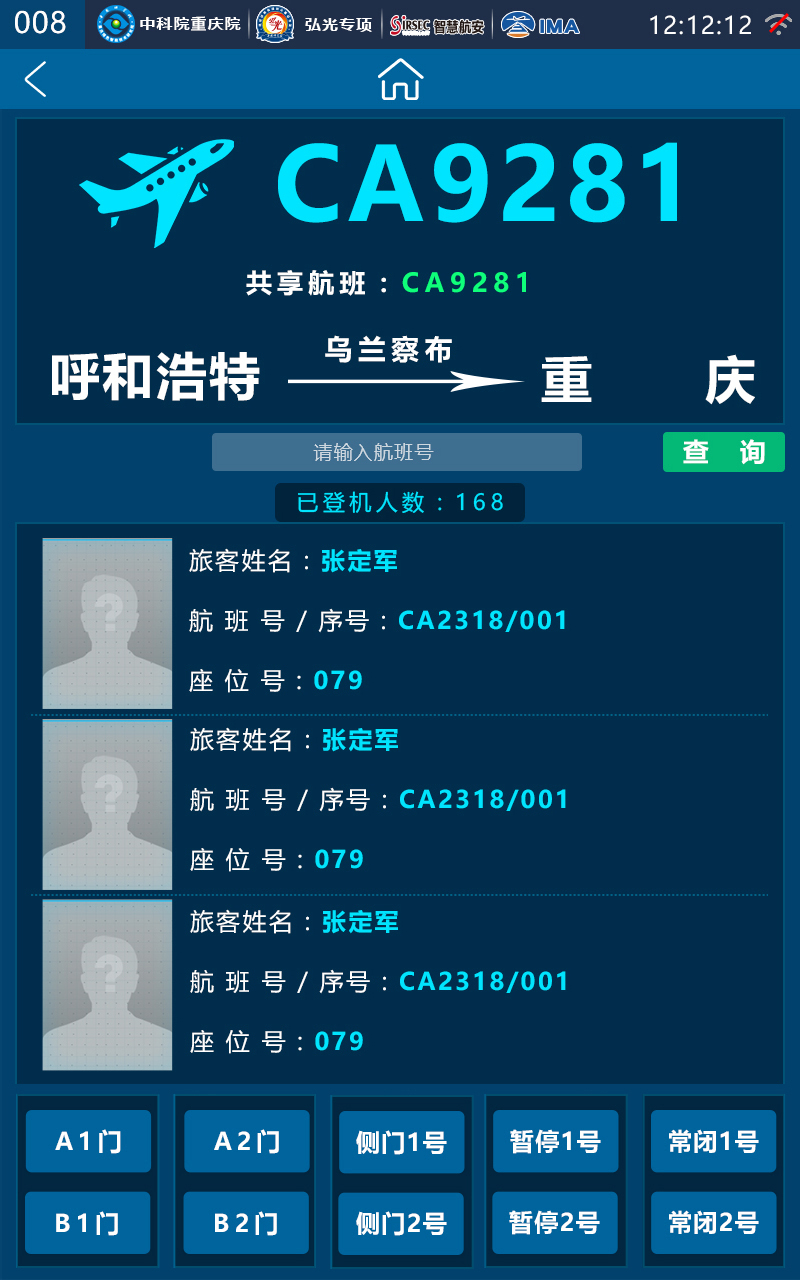 008 中科院重庆院 弘光专项 SiRSEC 智慧航安 IMA 12:12:12
CA9281
共享航班：CA9281
呼和浩特 乌兰察布 重 庆
请输入航班号 查 询
已登机人数：168
旅客姓名：张定军
航 班 号 / 序号：CA2318/001
座 位 号：079
旅客姓名：张定军
航 班 号 / 序号：CA2318/001
座 位 号：079
旅客姓名：张定军
航 班 号 / 序号：CA2318/001
座 位 号：079
A1门 A2门 侧门1号 暂停1号 常闭1号
B1门 B2门 侧门2号 暂停2号 常闭2号